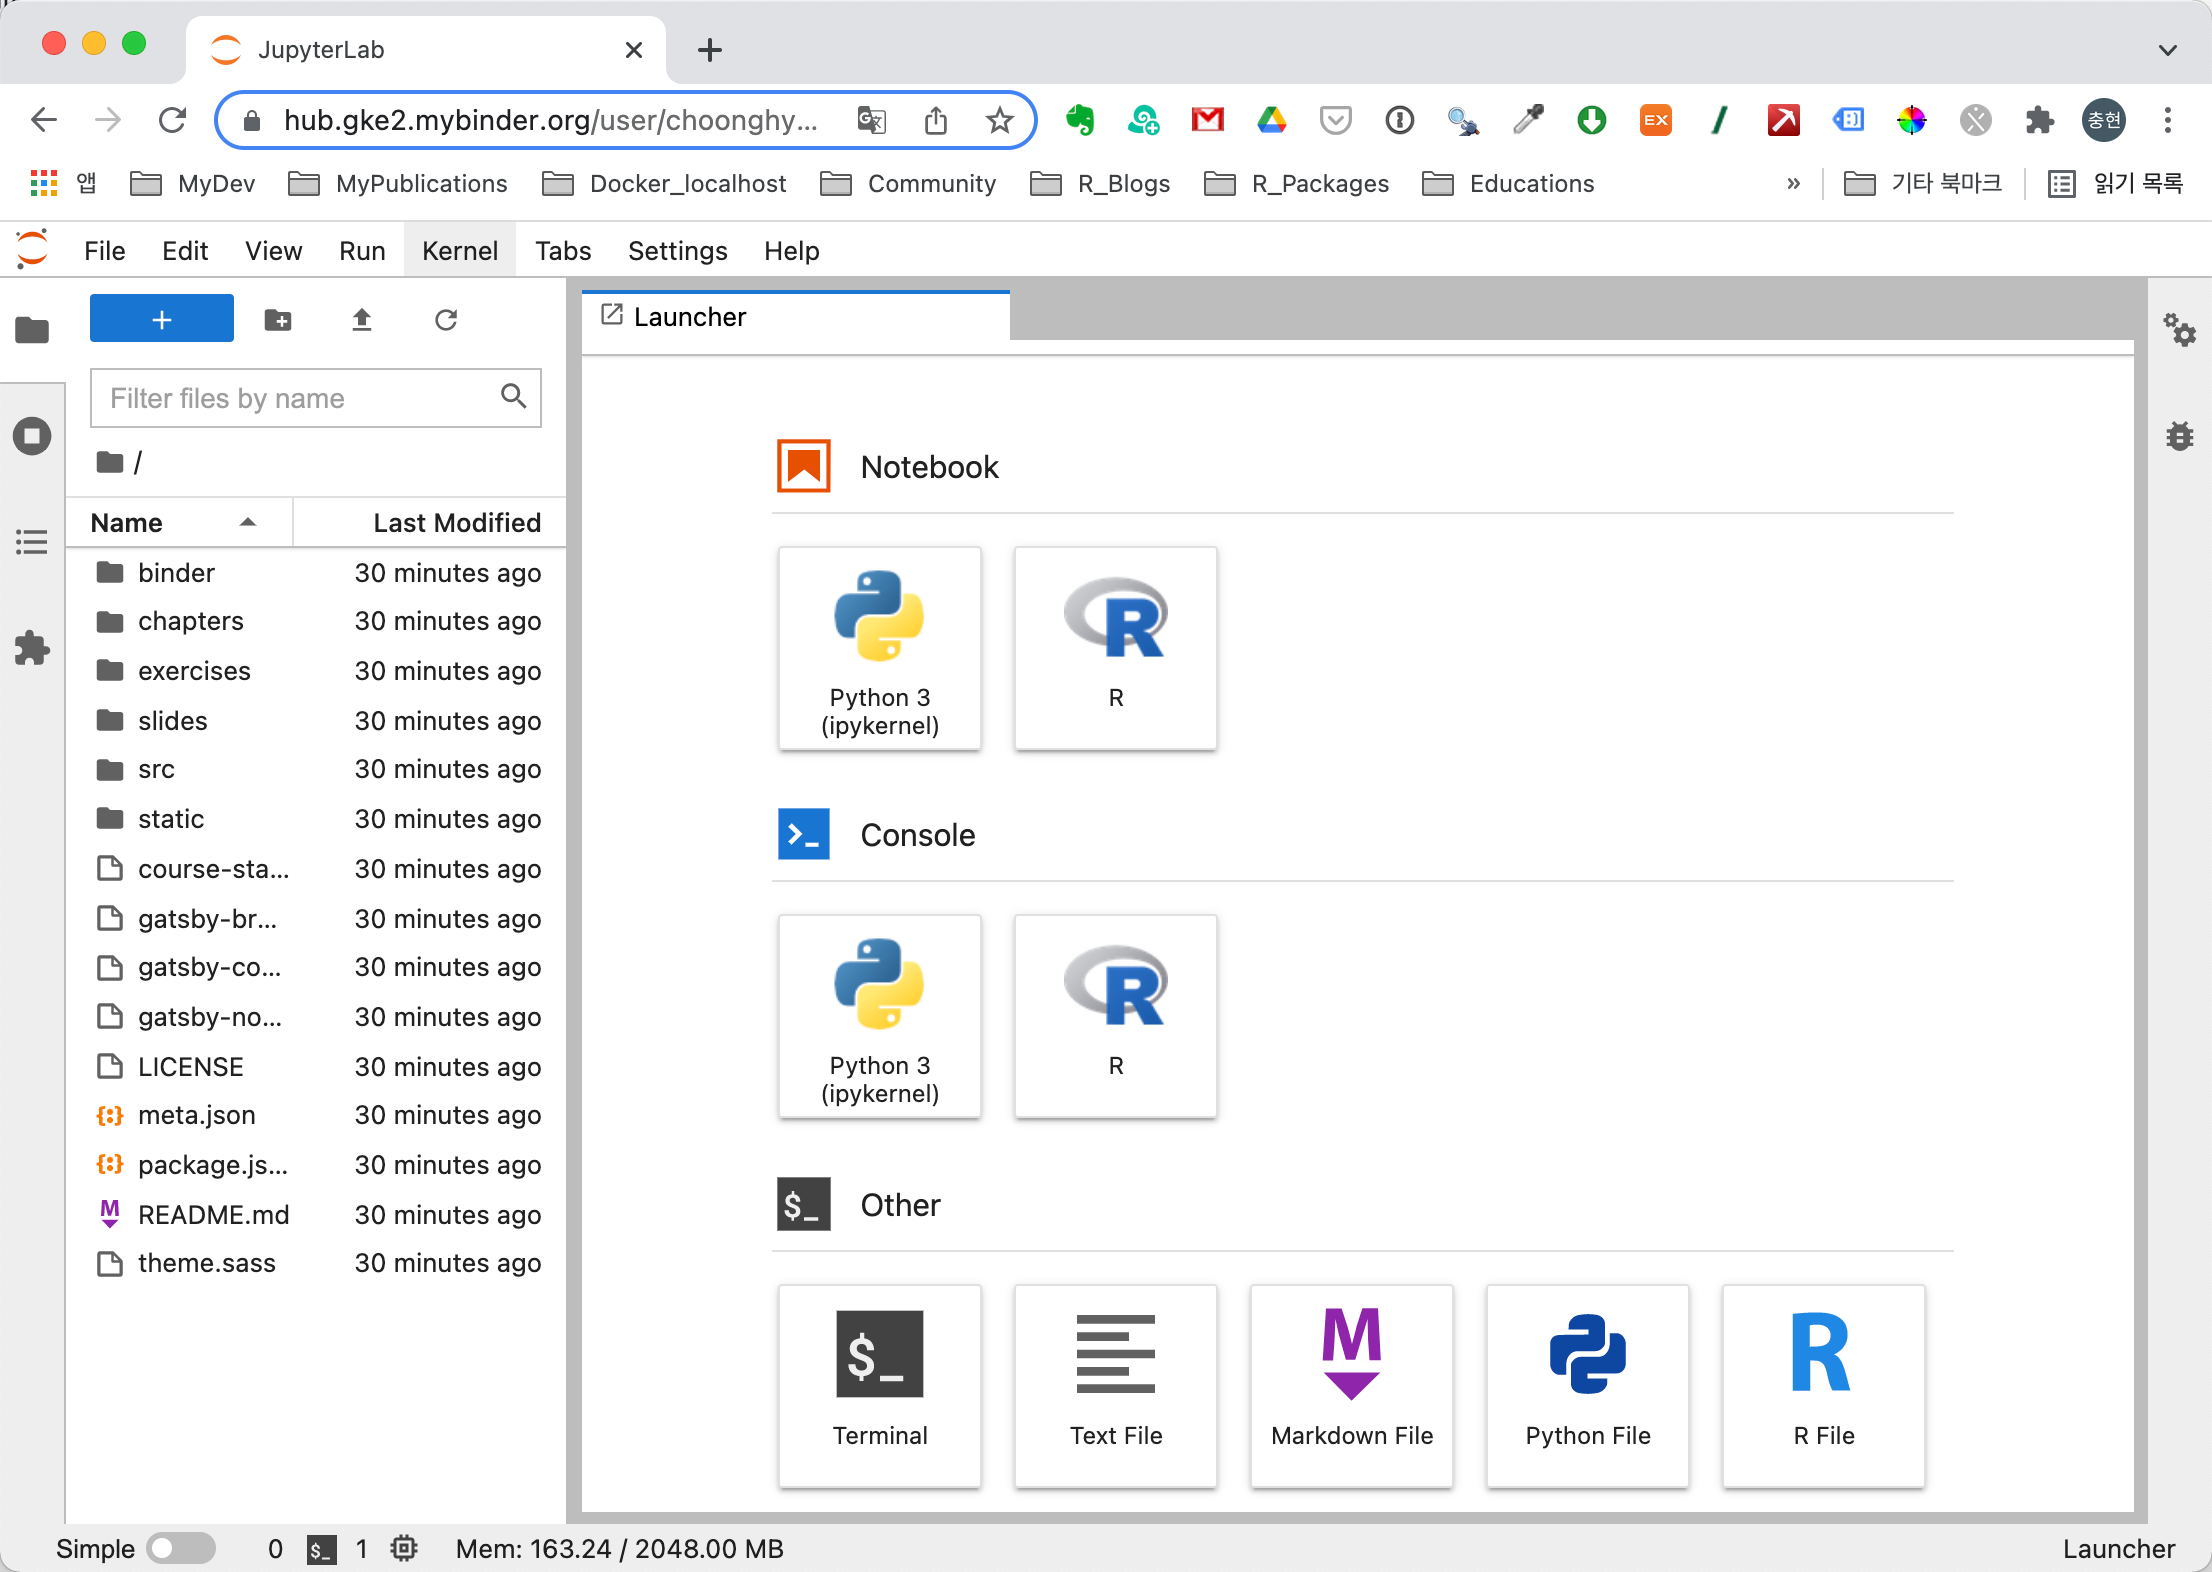 JupyterLab
hub.gke2.mybinder.org/user/choonghy...
EX
충현
앱
MyDev
MyPublications
Docker_localhost
Community
R_Blogs
R_Packages
Educations
»
기타 북마크
읽기 목록
File
Edit
View
Run
Kernel
Tabs
Settings
Help
+
Filter files by name
/
Name
Last Modified
binder 30 minutes ago
chapters 30 minutes ago
exercises 30 minutes ago
slides 30 minutes ago
src 30 minutes ago
static 30 minutes ago
course-sta... 30 minutes ago
gatsby-br... 30 minutes ago
gatsby-co... 30 minutes ago
gatsby-no... 30 minutes ago
LICENSE 30 minutes ago
meta.json 30 minutes ago
package.js... 30 minutes ago
README.md 30 minutes ago
theme.sass 30 minutes ago
Launcher
Notebook
Python 3
(ipykernel)
R
Console
Python 3
(ipykernel)
R
$_ Other
$_
Terminal
Text File
M
Markdown File
Python File
R
R File
Simple 0 $_ 1 Mem: 163.24 / 2048.00 MB
Launcher